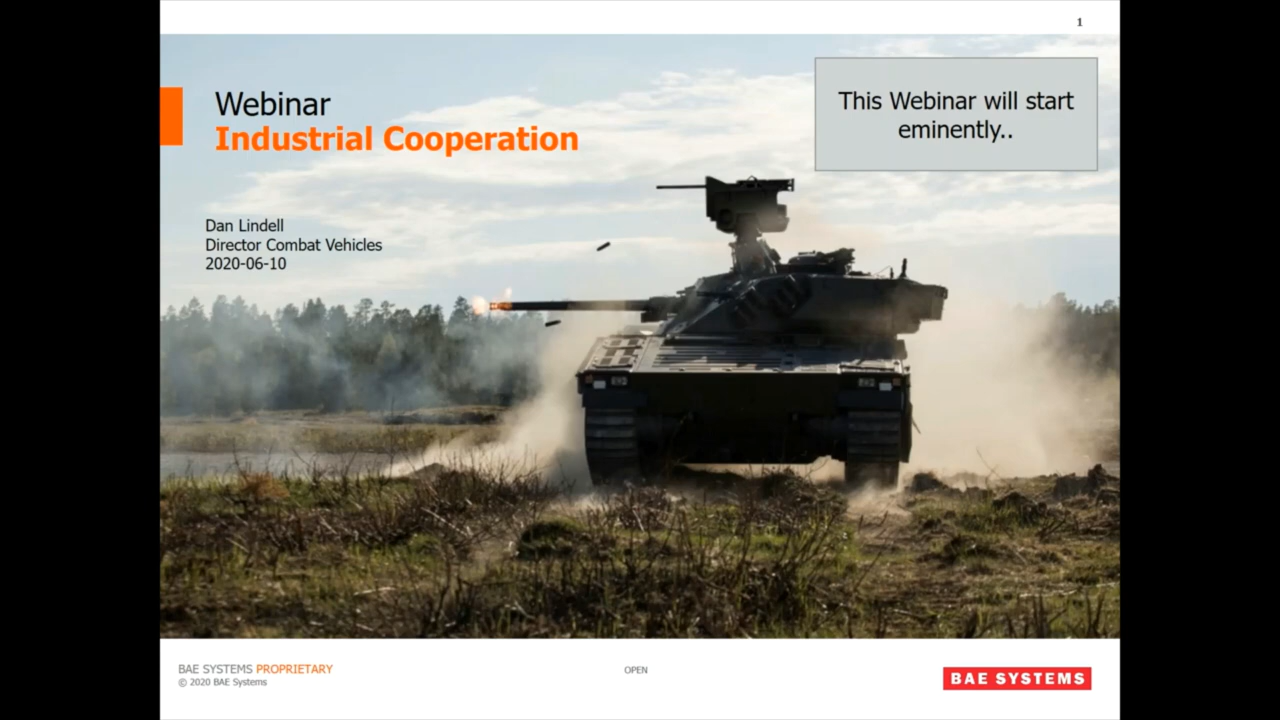 1
Webinar
Industrial Cooperation
This Webinar will start
eminently..
Dan Lindell
Director Combat Vehicles
2020-06-10
BAE SYSTEMS PROPRIETARY
© 2020 BAE Systems
OPEN
BAE SYSTEMS